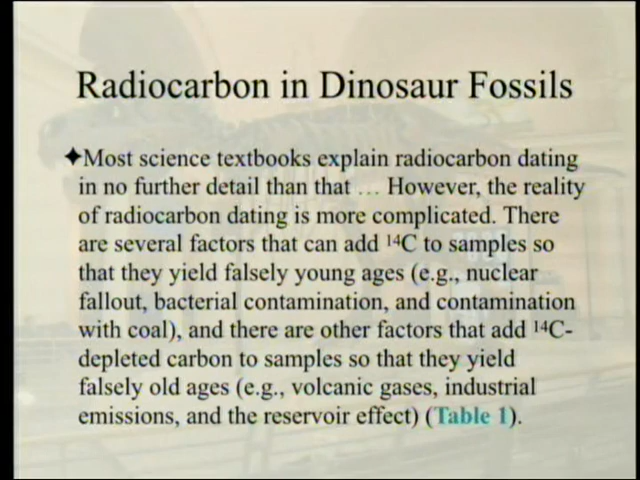 Radiocarbon in Dinosaur Fossils
✦Most science textbooks explain radiocarbon dating
in no further detail than that … However, the reality
of radiocarbon dating is more complicated. There
are several factors that can add ¹⁴C to samples so
that they yield falsely young ages (e.g., nuclear
fallout, bacterial contamination, and contamination
with coal), and there are other factors that add ¹⁴C-
depleted carbon to samples so that they yield
falsely old ages (e.g., volcanic gases, industrial
emissions, and the reservoir effect) (Table 1).